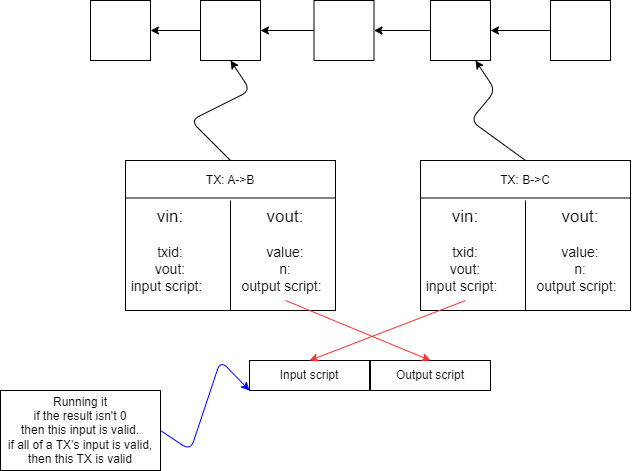 TX: A->B
vin:
vout:
txid:
vout:
input script:
value:
n:
output script:
TX: B->C
vin:
vout:
txid:
vout:
input script:
value:
n:
output script:
Input script
Output script
Running it
if the result isn't 0
then this input is valid.
if all of a TX's input is valid,
then this TX is valid